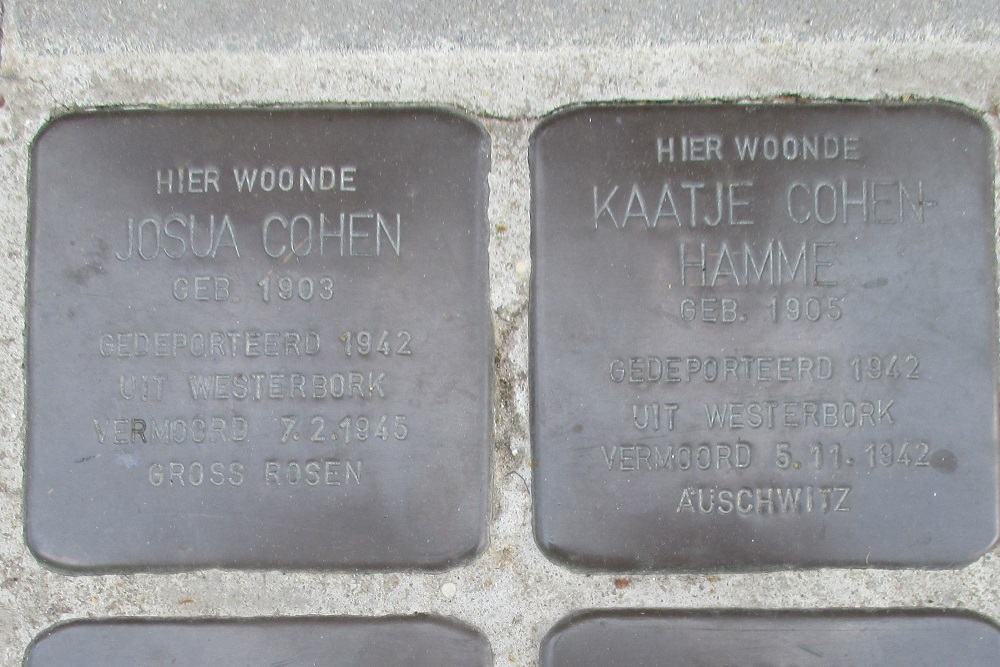 HIER WOONDE
JOSUA COHEN
GEB. 1903
GEDEPORTEERD 1942
UIT WESTERBORK
VERMOORD 7.2.1945
GROSS ROSEN
HIER WOONDE
KAATJE COHEN-
HAMME
GEB. 1905
GEDEPORTEERD 1942
UIT WESTERBORK
VERMOORD 5.11.1942
AUSCHWITZ